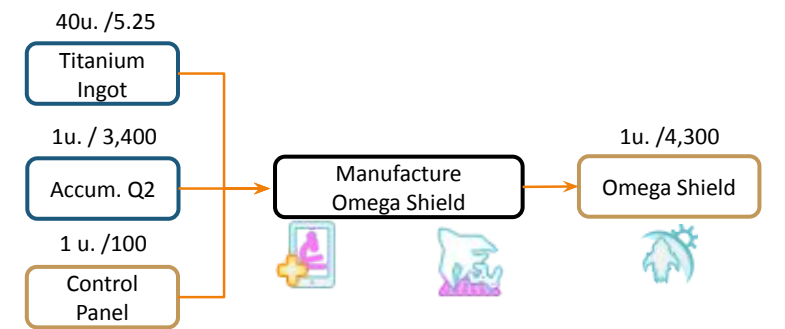 40u. /5.25
Titanium
Ingot
1u. / 3,400
Accum. Q2
1 u. /100
Control
Panel
Manufacture
Omega Shield
1u. /4,300
Omega Shield